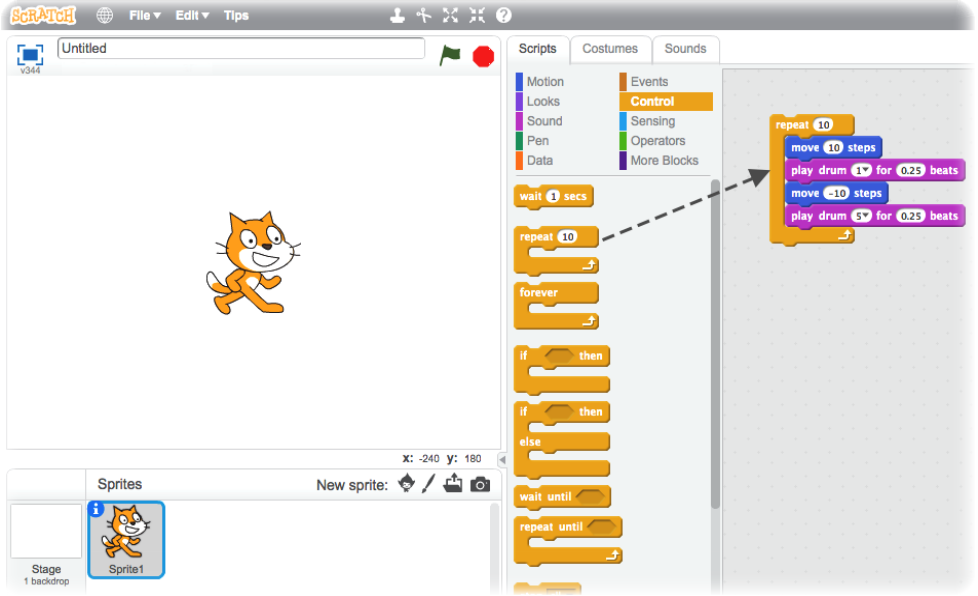 SCRATCH File Edit Tips
v344
Untitled
x: -240 y: 180
Sprites
New sprite:
Stage
1 backdrop
Sprite1
Scripts Costumes Sounds
Motion Events
Looks Control
Sound Sensing
Pen Operators
Data More Blocks
wait 1 secs
repeat 10
forever
if then
if then
else
wait until
repeat until
repeat 10
move 10 steps
play drum 1 for 0.25 beats
move -10 steps
play drum 5 for 0.25 beats